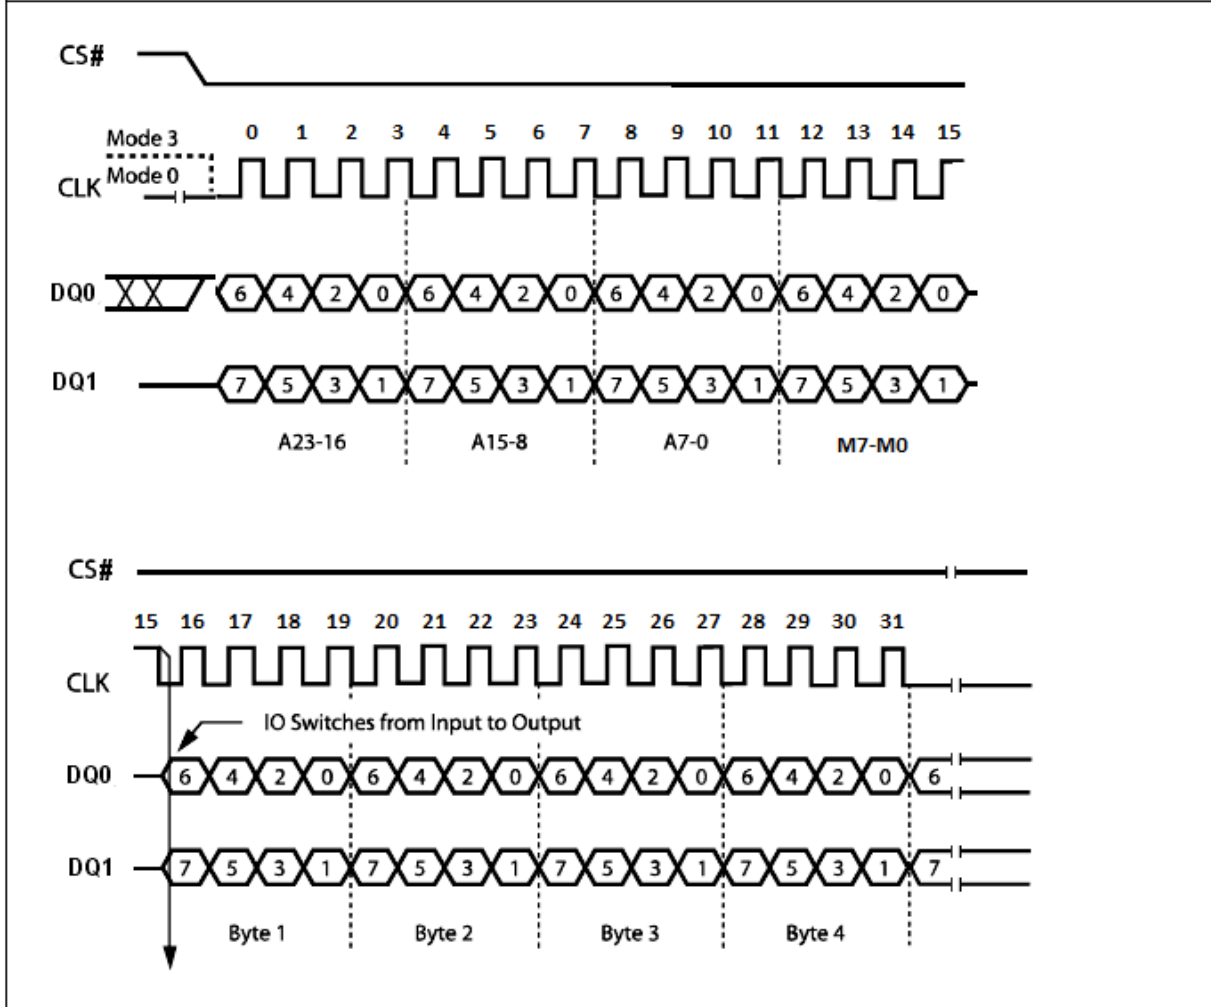 CS#
0 1 2 3 4 5 6 7 8 9 10 11 12 13 14 15
Mode 3
CLK Mode 0
DQ0 6 4 2 0 6 4 2 0 6 4 2 0 6 4 2 0
DQ1 7 5 3 1 7 5 3 1 7 5 3 1 7 5 3 1
A23-16 A15-8 A7-0 M7-M0
CS#
15 16 17 18 19 20 21 22 23 24 25 26 27 28 29 30 31
CLK
IO Switches from Input to Output
DQ0 6 4 2 0 6 4 2 0 6 4 2 0 6 4 2 0 6
DQ1 7 5 3 1 7 5 3 1 7 5 3 1 7 5 3 1 7
Byte 1 Byte 2 Byte 3 Byte 4